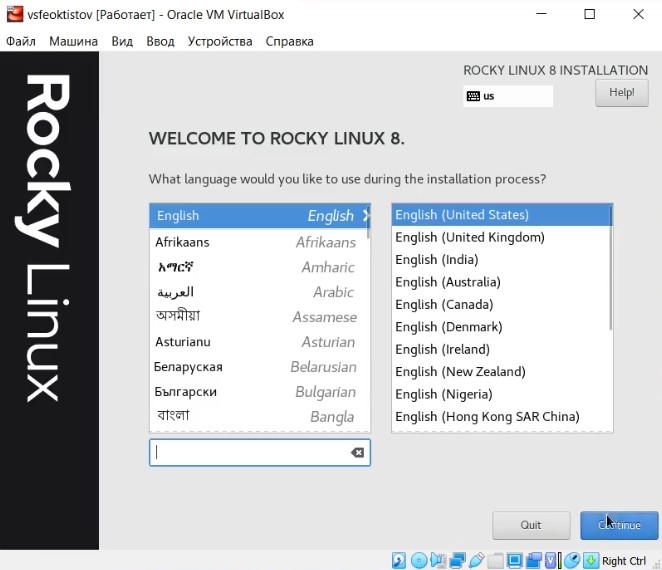 vsfeoktistov [Работает] - Oracle VM VirtualBox
Файл Машина Вид Ввод Устройства Справка
Rocky Linux
ROCKY LINUX 8 INSTALLATION
us
Help!
WELCOME TO ROCKY LINUX 8.
What language would you like to use during the installation process?
English English
Afrikaans Afrikaans
አማርኛ Amharic
العربية Arabic
অসমীয়া Assamese
Asturianu Asturian
Беларуская Belarusian
Български Bulgarian
বাংলা Bangla
English (United States)
English (United Kingdom)
English (India)
English (Australia)
English (Canada)
English (Denmark)
English (Ireland)
English (New Zealand)
English (Nigeria)
English (Hong Kong SAR China)
Quit
Continue
Right Ctrl